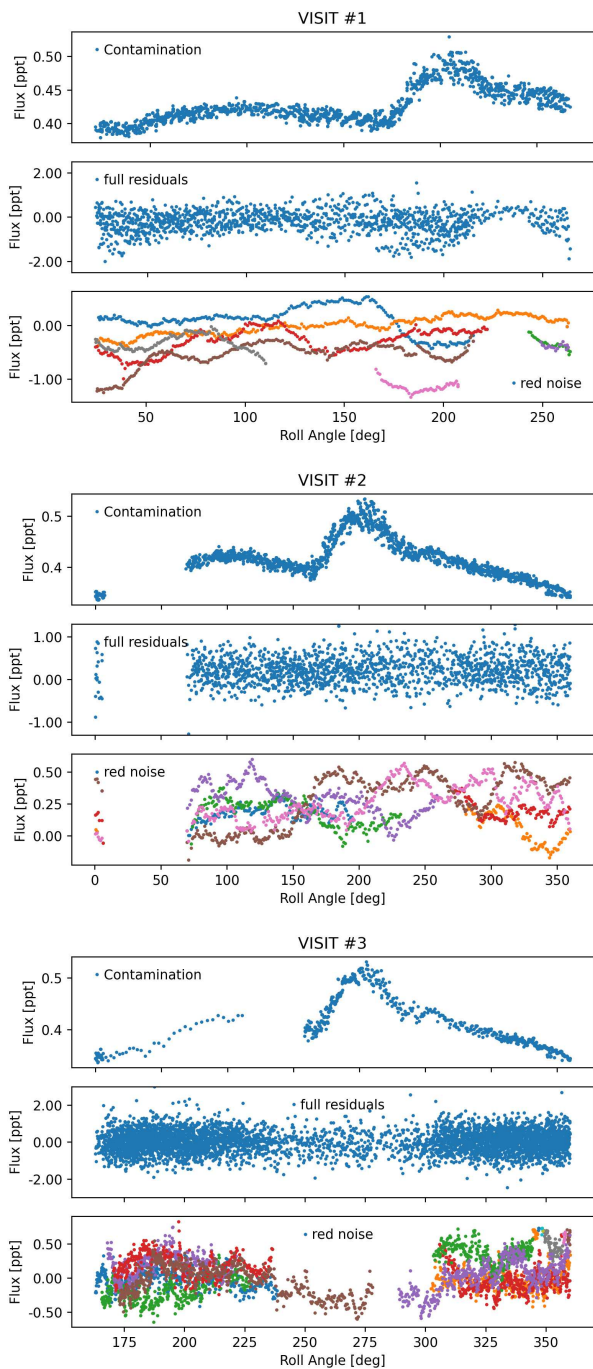 VISIT #1
Flux [ppt]
0.50
0.40
Contamination
Flux [ppt]
2.00
0.00
-2.00
full residuals
Flux [ppt]
0.00
-1.00
red noise
50 100 150 200 250
Roll Angle [deg]
VISIT #2
Flux [ppt]
0.5
0.4
Contamination
Flux [ppt]
1.00
0.00
-1.00
full residuals
Flux [ppt]
0.50
0.25
0.00
red noise
0 50 100 150 200 250 300 350
Roll Angle [deg]
VISIT #3
Flux [ppt]
0.5
0.4
Contamination
Flux [ppt]
2.00
0.00
-2.00
full residuals
Flux [ppt]
0.50
0.00
-0.50
red noise
175 200 225 250 275 300 325 350
Roll Angle [deg]